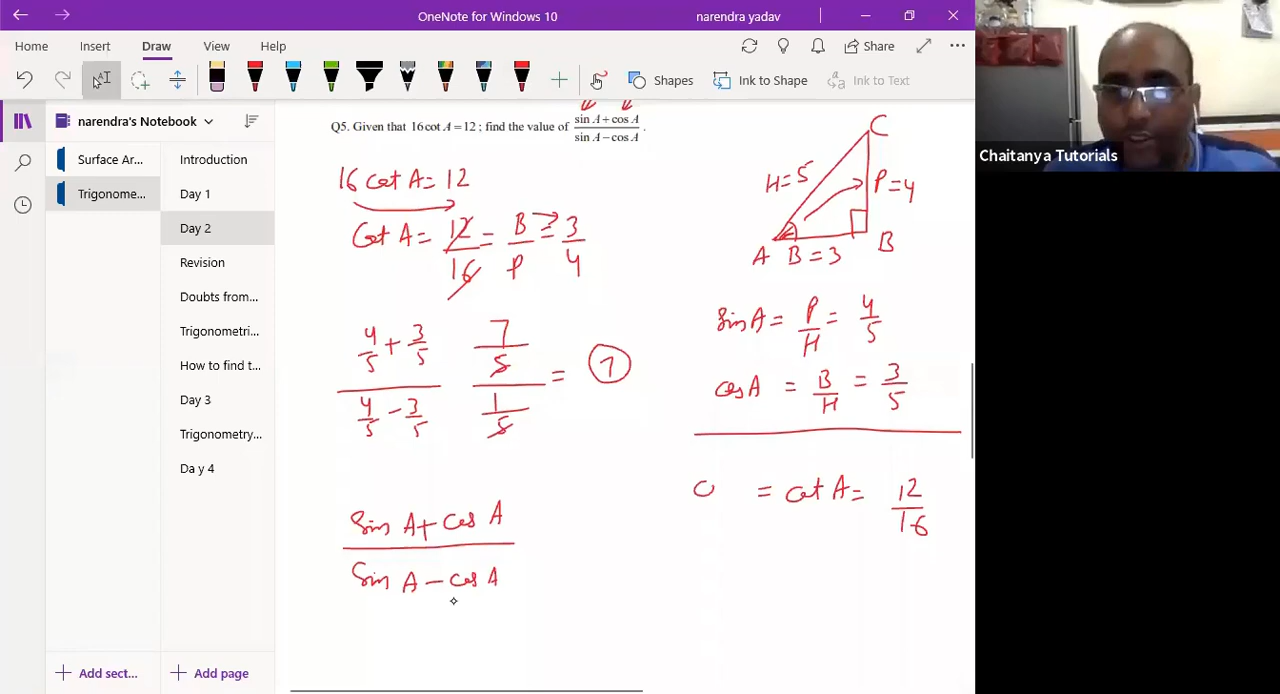 OneNote for Windows 10
narendra yadav
Home Insert Draw View Help
Share
Shapes
Ink to Shape
Ink to Text
narendra's Notebook
Surface Ar...
Trigonome...
Introduction
Day 1
Day 2
Revision
Doubts from...
Trigonometri...
How to find t...
Day 3
Trigonometry...
Da y 4
Add sect...
Add page
Q5. Given that 16 cot A = 12 ; find the value of (sin A + cos A)/(sin A − cos A) .
16 cot A = 12
Cot A = 12/16 = B/P = 3/4
(4/5 + 3/5)/(4/5 − 3/5) (7/5)/(1/5) = 7
Sin A + Cos A
Sin A − Cos A
C
H = 5
P = 4
A B = 3 B
Sin A = P/H = 4/5
Cos A = B/H = 3/5
= cot A = 12/16
Chaitanya Tutorials